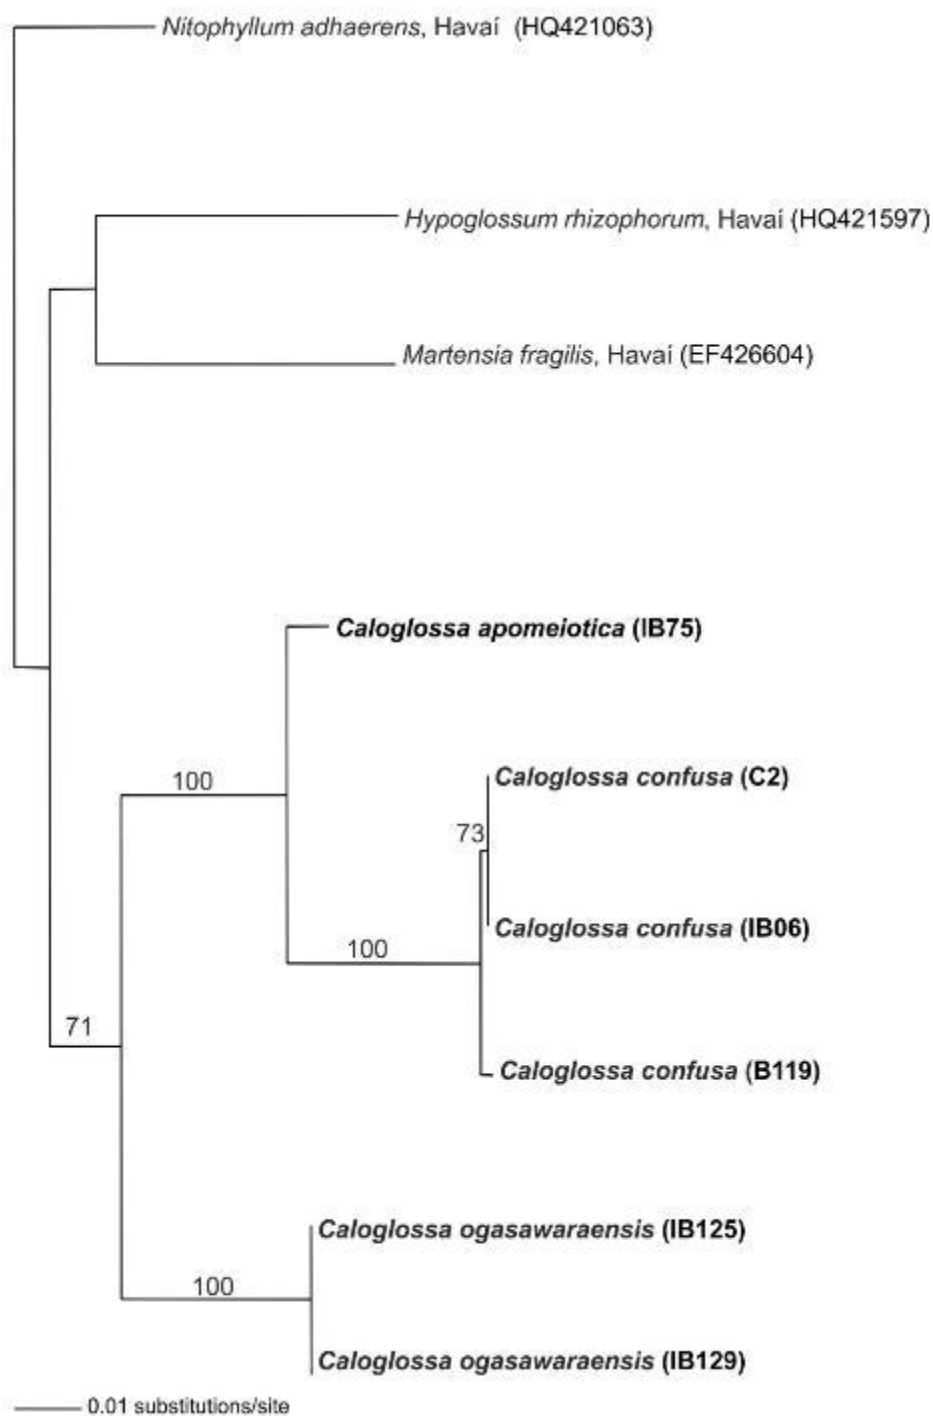 Nitophyllum adhaerens, Havaí (HQ421063)
Hypoglossum rhizophorum, Havaí (HQ421597)
Martensia fragilis, Havaí (EF426604)
Caloglossa apomeiotica (IB75)
100
Caloglossa confusa (C2)
73
Caloglossa confusa (IB06)
100
71
Caloglossa confusa (B119)
Caloglossa ogasawaraensis (IB125)
100
Caloglossa ogasawaraensis (IB129)
0.01 substitutions/site